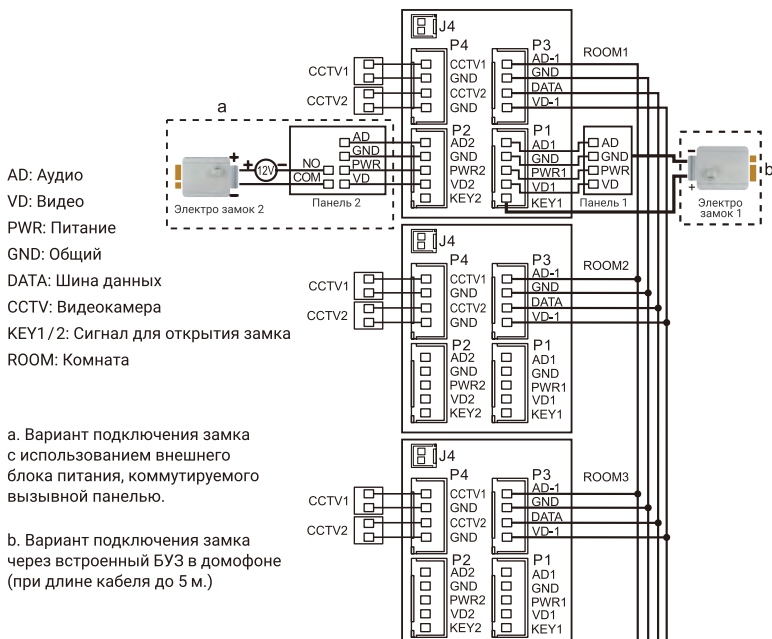 J4
P4
P3
ROOM1
CCTV1
CCTV2
CCTV1
GND
CCTV2
GND
AD-1
GND
DATA
VD-1
a
P2
P1
AD
GND
PWR
VD
NO
COM
12V
+
+
−
−
AD2
GND
PWR2
VD2
KEY2
AD1
GND
PWR1
VD1
KEY1
AD
GND
PWR
VD
−
+
b
Электро замок 2
Панель 2
Панель 1
Электро
замок 1
AD: Аудио
VD: Видео
PWR: Питание
GND: Общий
DATA: Шина данных
CCTV: Видеокамера
KEY1/2: Сигнал для открытия замка
ROOM: Комната
J4
P4
P3
ROOM2
CCTV1
CCTV2
CCTV1
GND
CCTV2
GND
AD-1
GND
DATA
VD-1
P2
P1
AD2
GND
PWR2
VD2
KEY2
AD1
GND
PWR1
VD1
KEY1
a. Вариант подключения замка
с использованием внешнего
блока питания, коммутируемого
вызывной панелью.
b. Вариант подключения замка
через встроенный БУЗ в домофоне
(при длине кабеля до 5 м.)
J4
P4
P3
ROOM3
CCTV1
CCTV2
CCTV1
GND
CCTV2
GND
AD-1
GND
DATA
VD-1
P2
P1
AD2
GND
PWR2
VD2
KEY2
AD1
GND
PWR1
VD1
KEY1